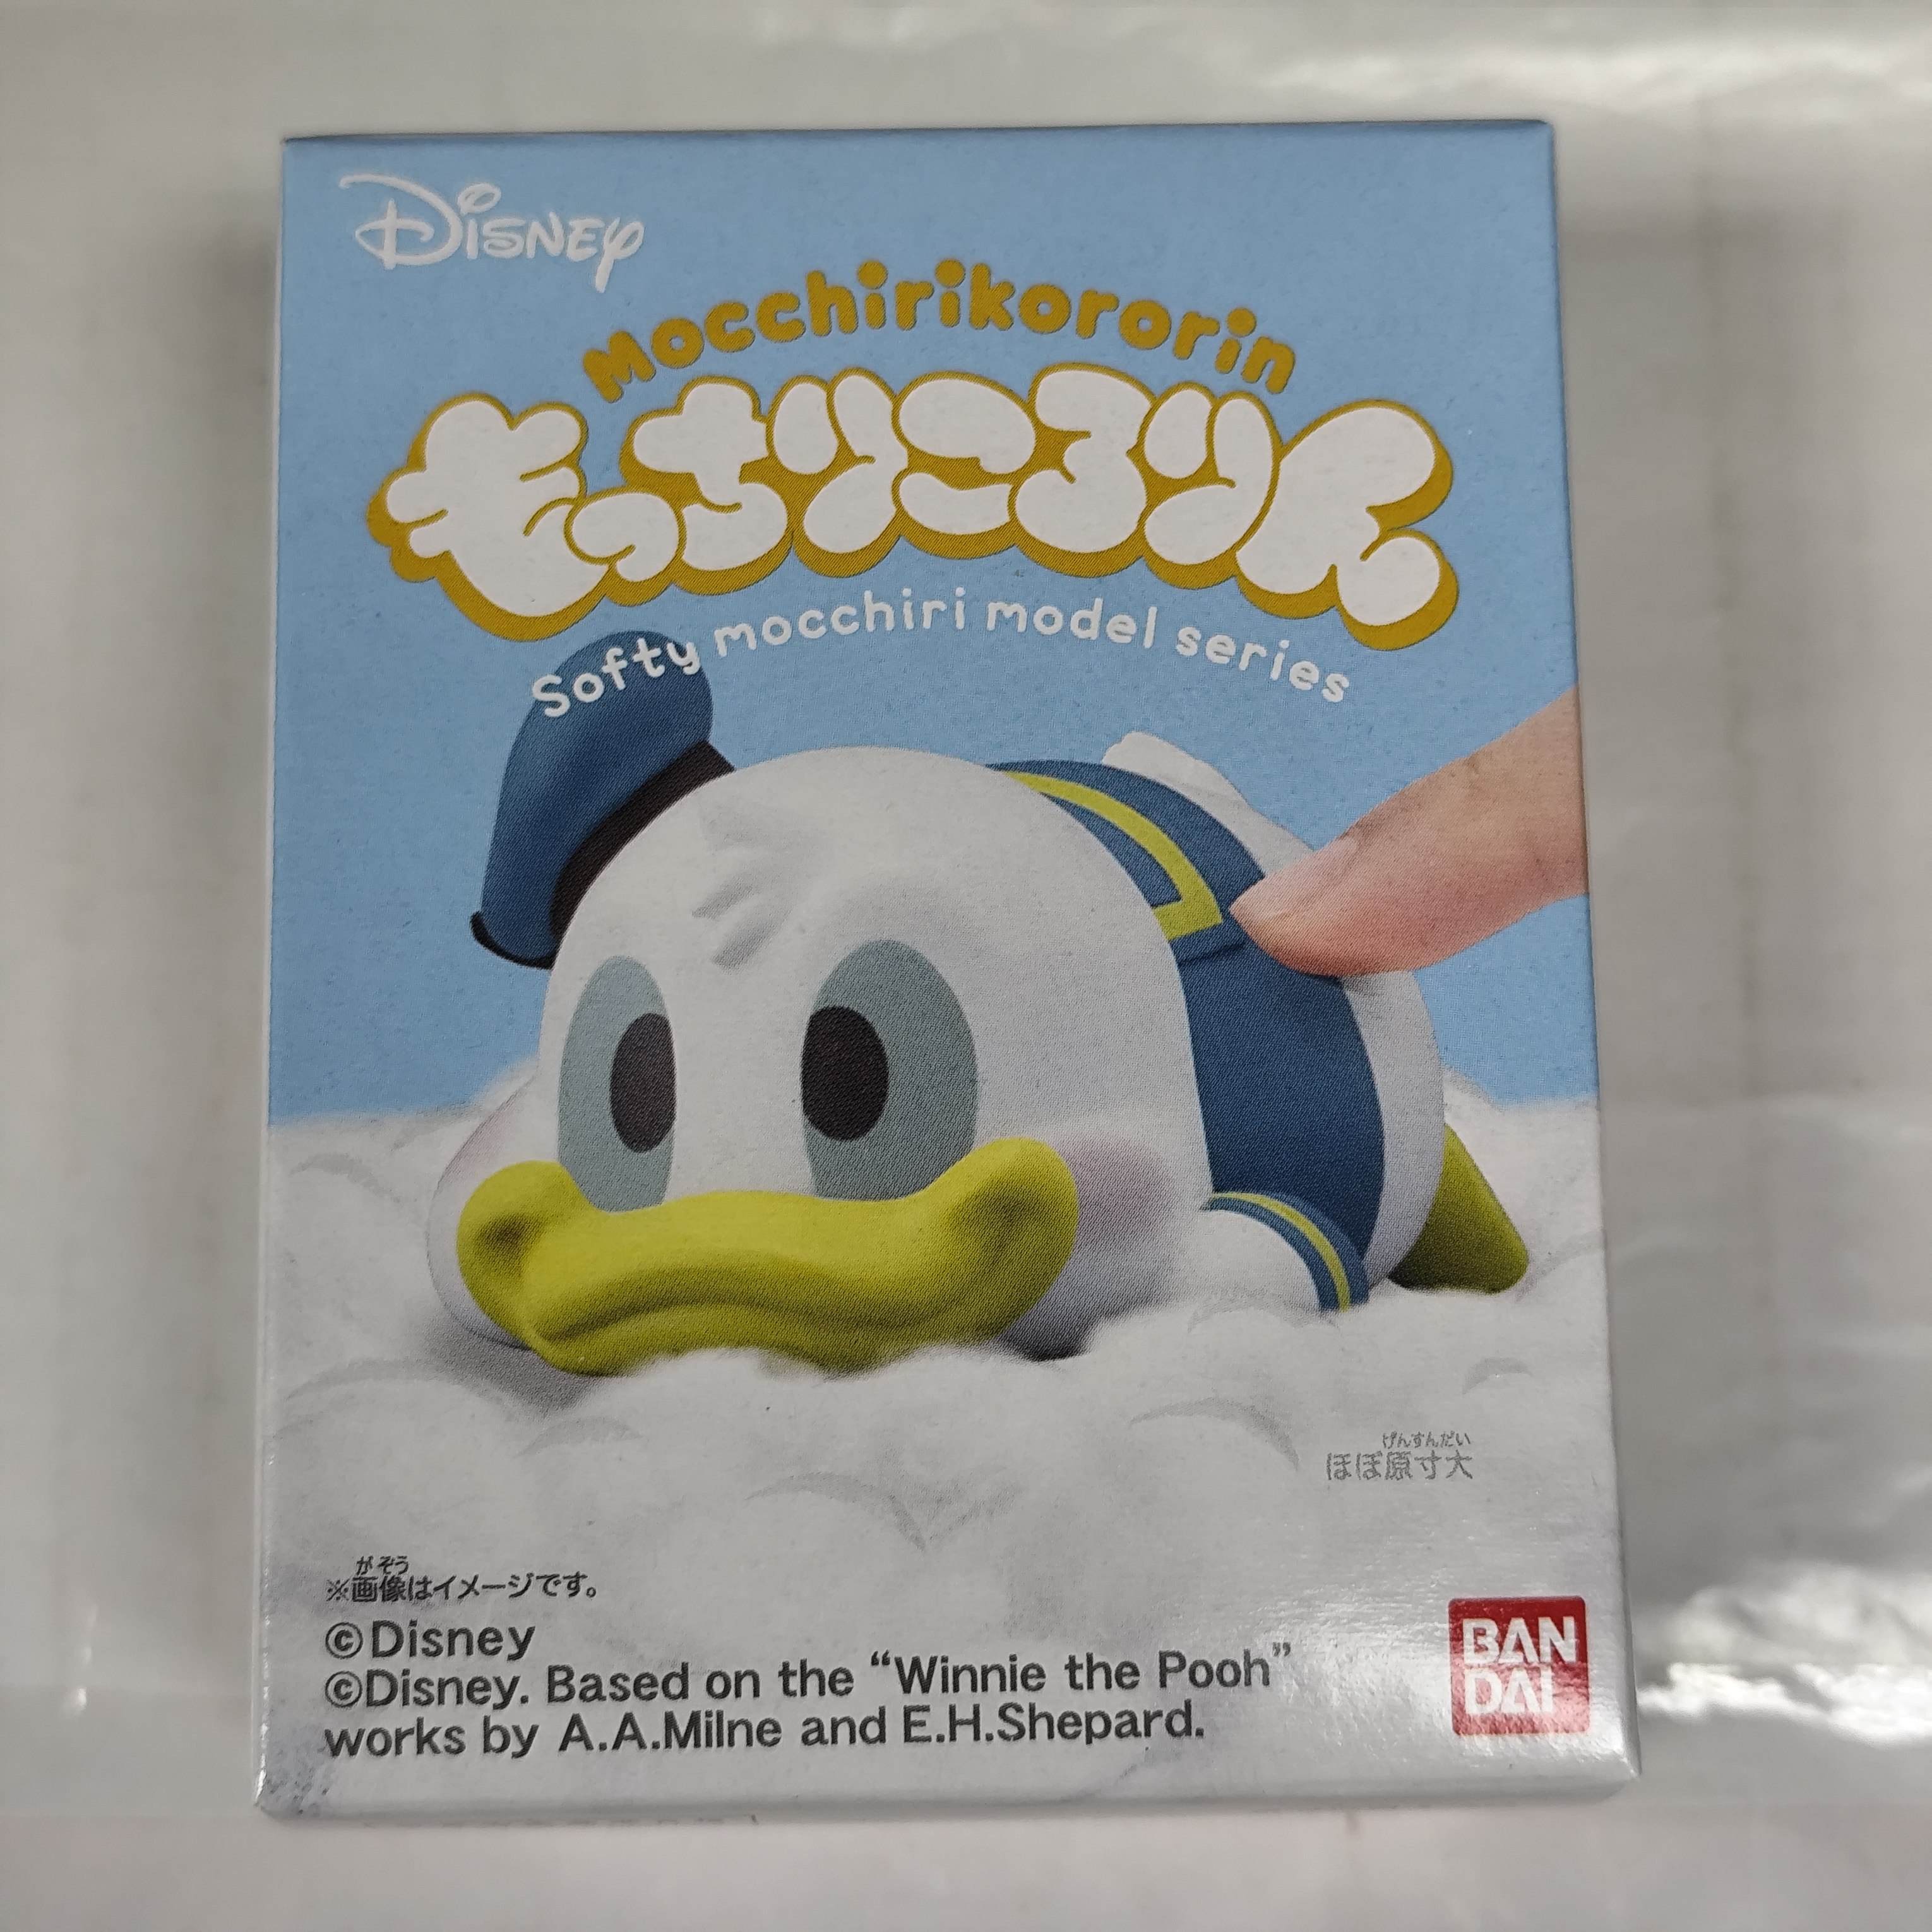 Disney
Mocchirikororin
もっちりころりん
Softy mocchiri model series
げんすんだい
ほぼ原寸大
がぞう
※画像はイメージです。
©Disney
©Disney. Based on the “Winnie the Pooh”
works by A.A.Milne and E.H.Shepard.
BAN
DAI